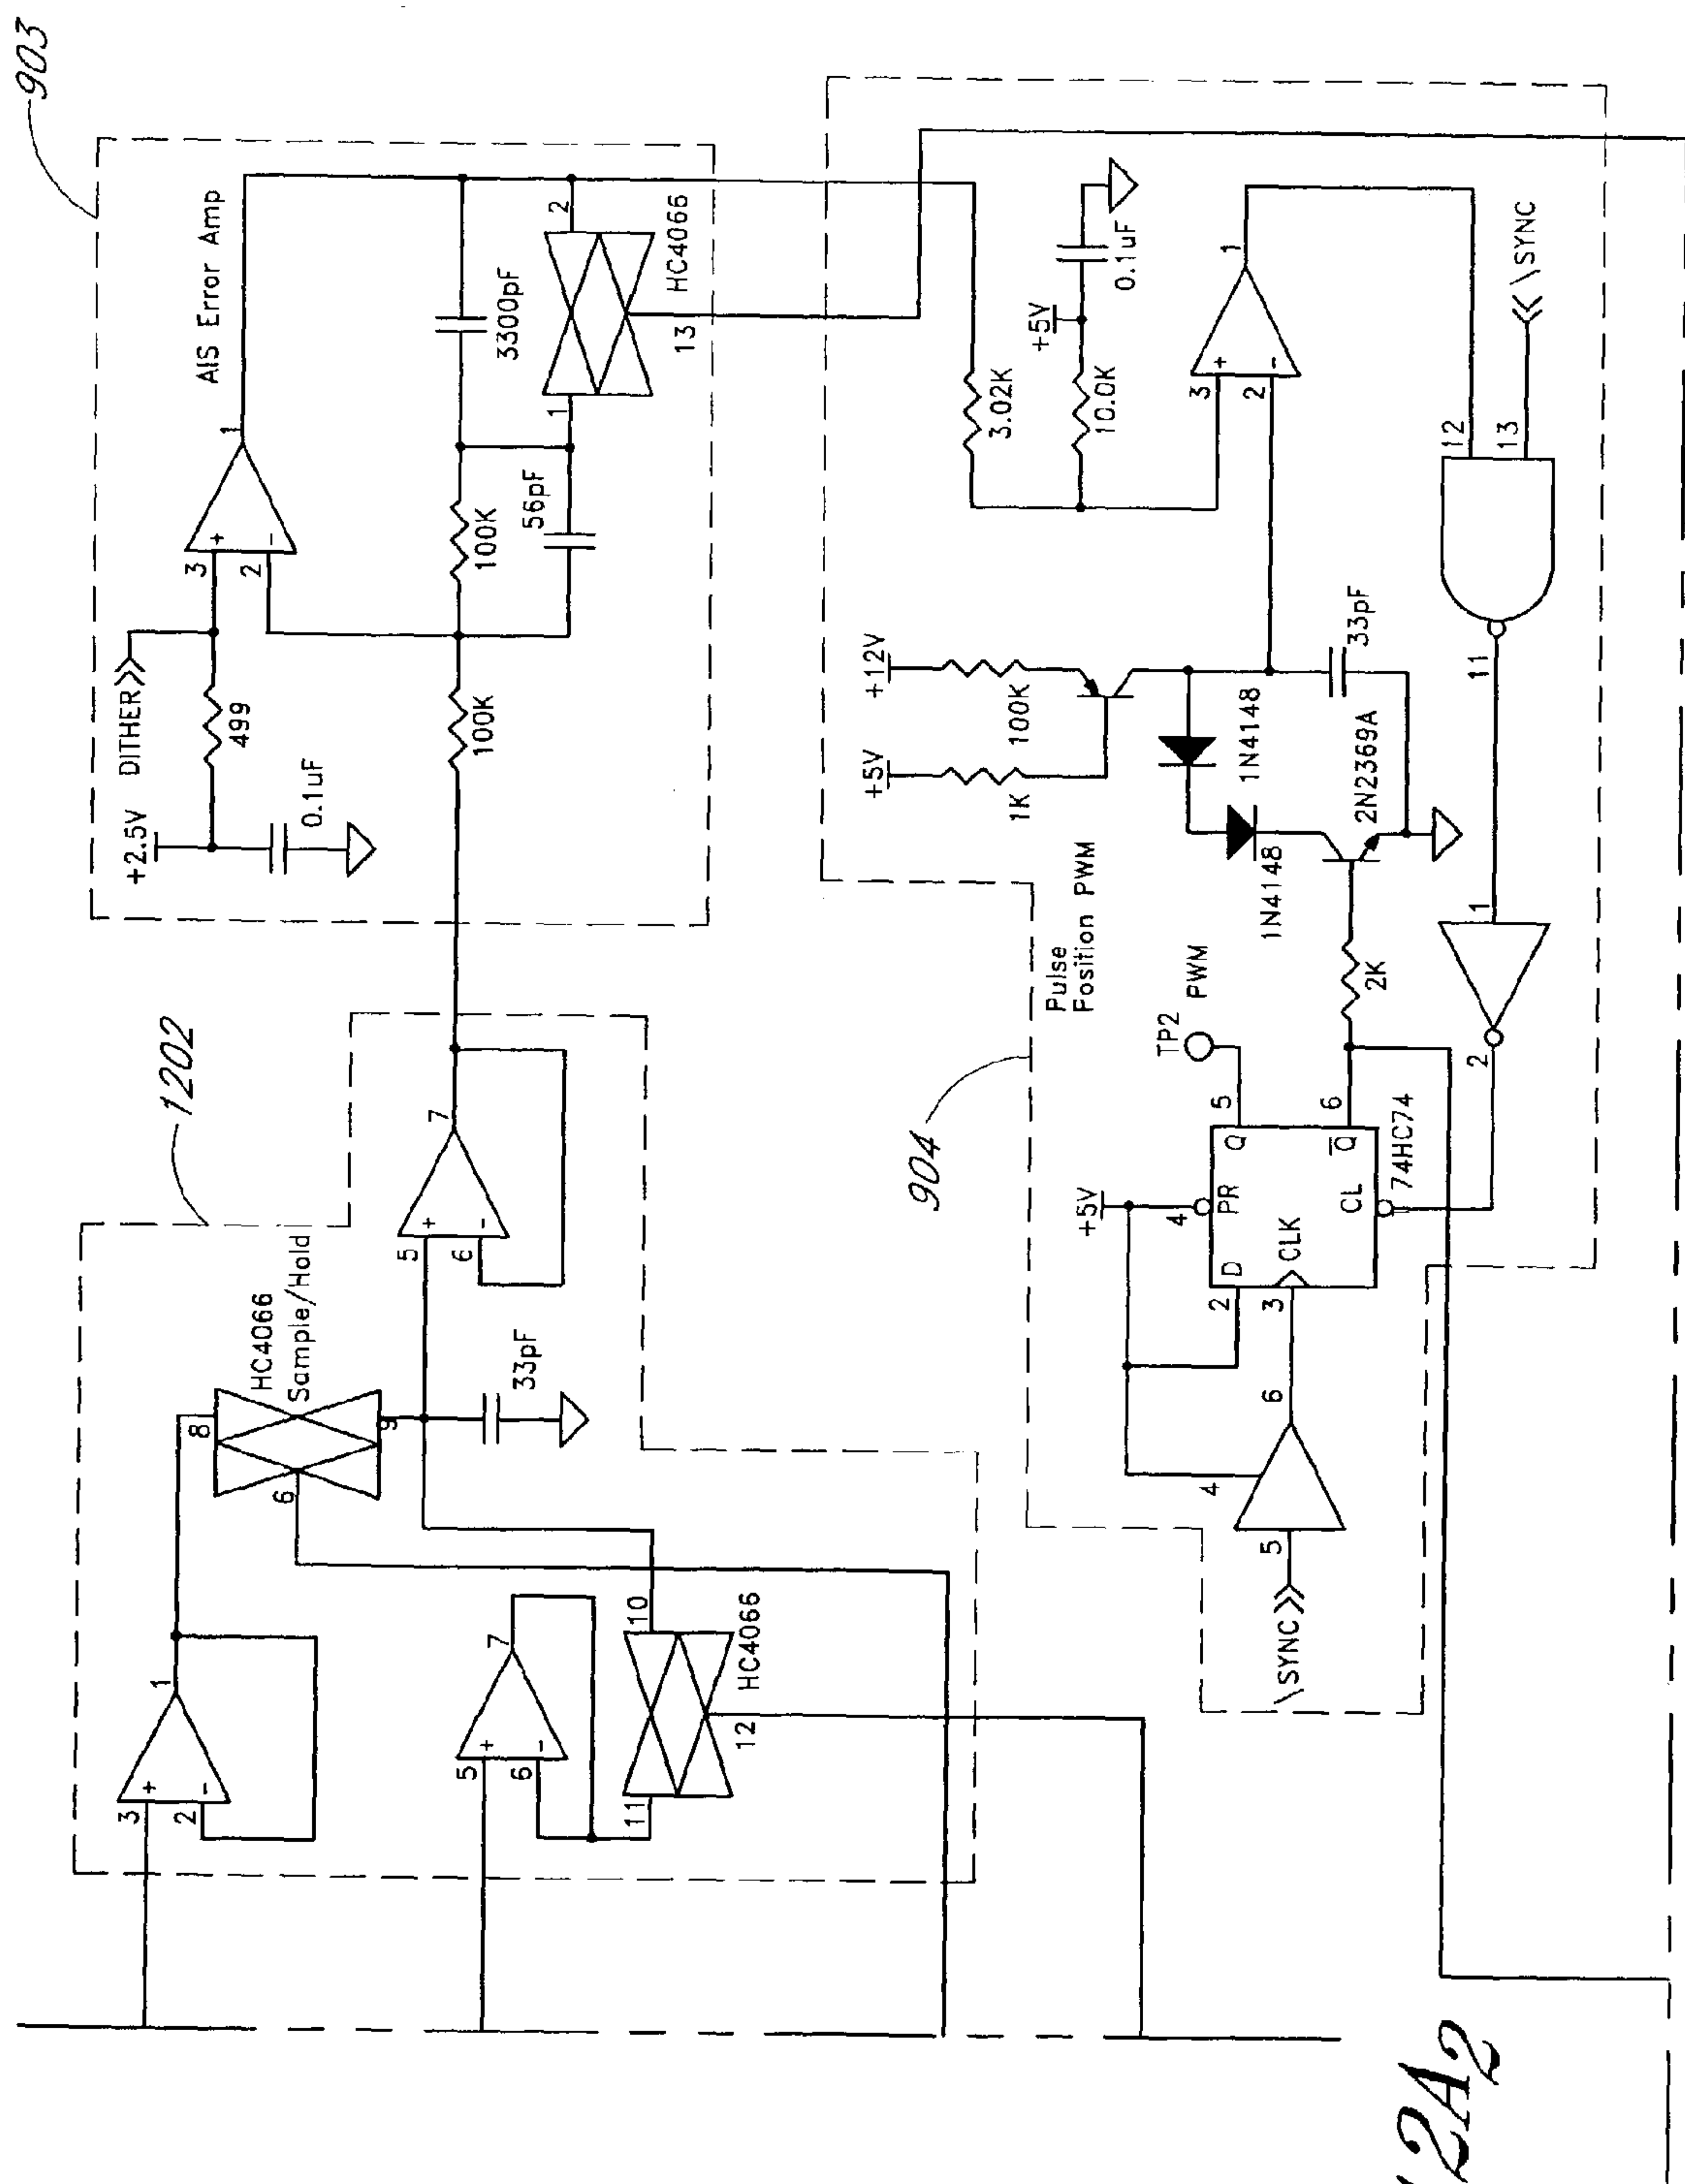 903
AIS Error Amp
DITHER
+2.5V
499
0.1uF
3
2
+
-
1
100K
100K
56pF
3300pF
1
2
13
HC4066
1202
HC4066
Sample/Hold
8
6
9
33pF
3
2
+
-
1
5
6
+
-
7
11
10
12
HC4066
5
6
+
-
7
904
Pulse
Position PWM
+5V
1K
+12V
100K
1N4148
1N4148
2N2369A
33pF
3.02K
+5V
10.0K
0.1uF
3
2
+
-
1
12
13
\SYNC
11
1
2
2K
TP2
PWM
+5V
4
PR
2
D
3
CLK
Q
5
Q
6
CL
74HC74
4
5
6
\SYNC
12A2